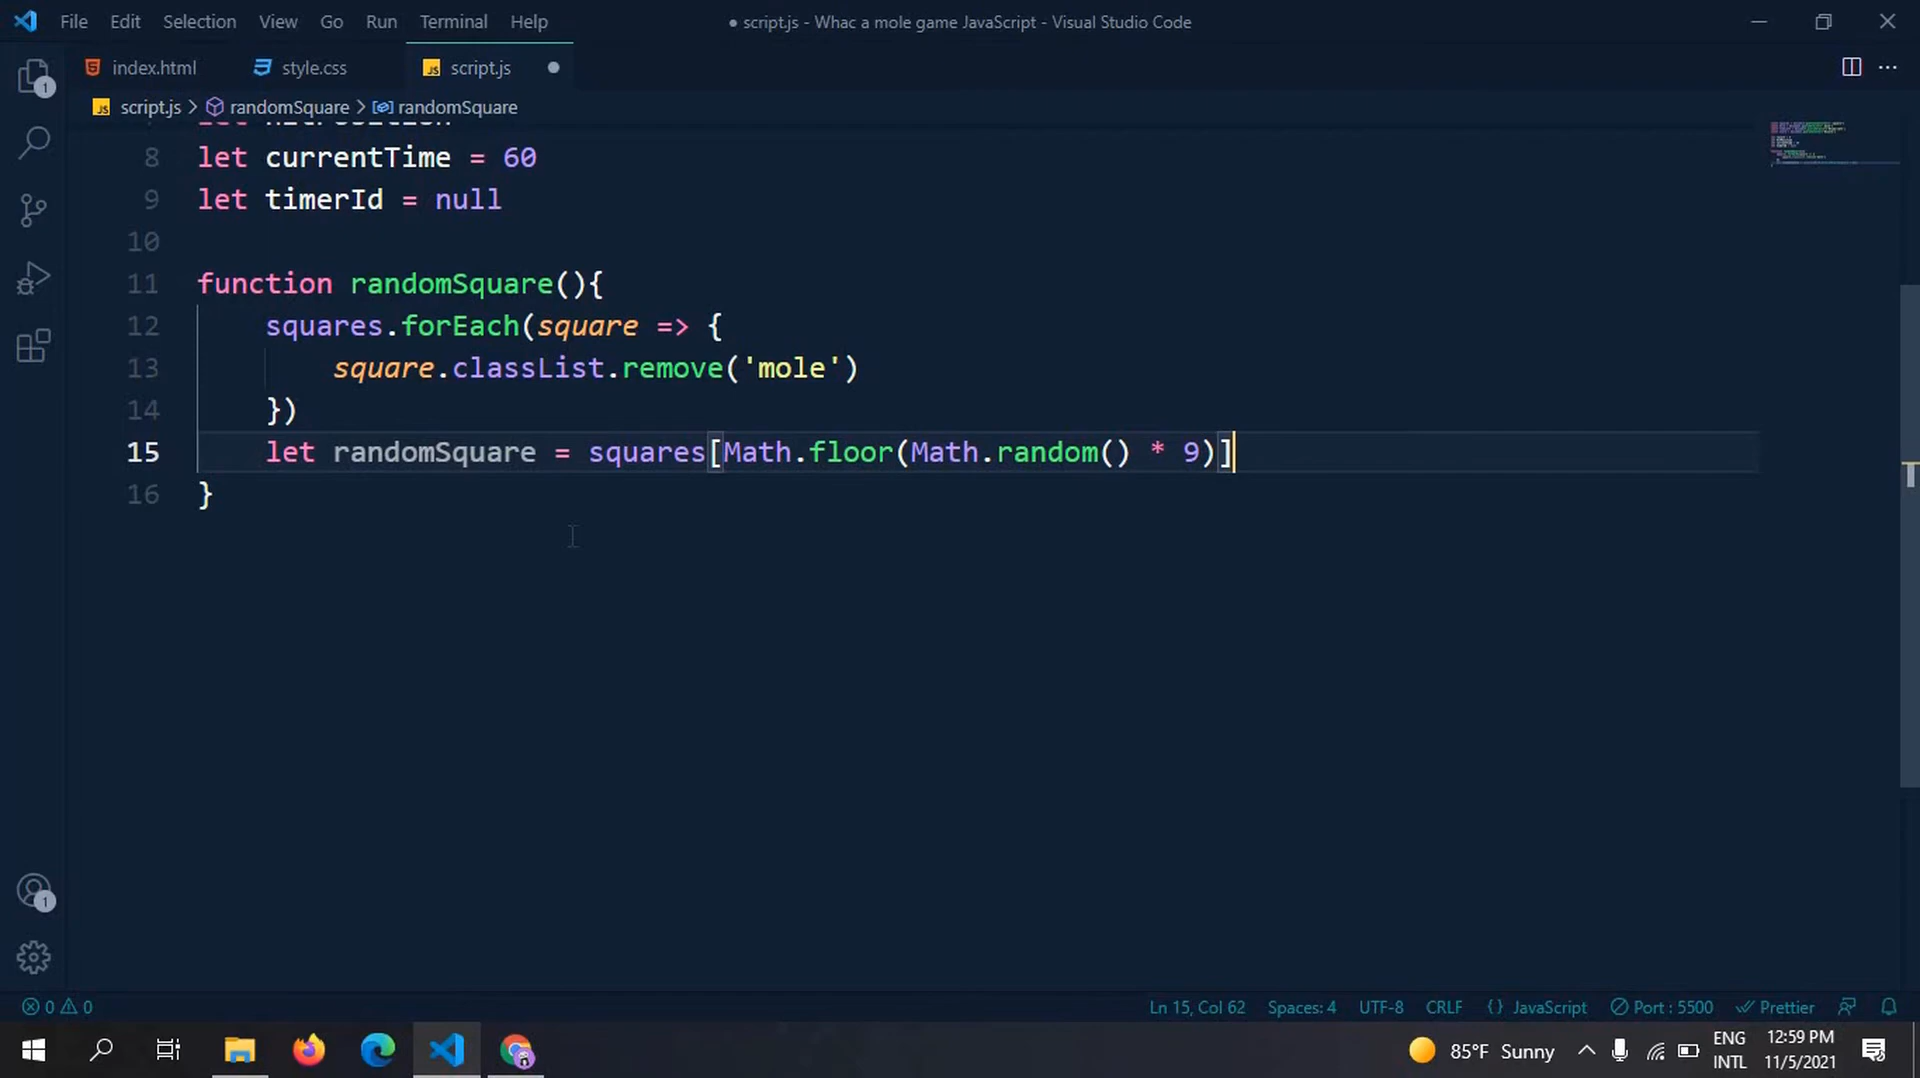 File Edit Selection View Go Run Terminal Help
● script.js - Whac a mole game JavaScript - Visual Studio Code
index.html style.css script.js
script.js > randomSquare > randomSquare
8 let currentTime = 60
9 let timerId = null
10
11 function randomSquare(){
12 squares.forEach(square => {
13 square.classList.remove('mole')
14 })
15 let randomSquare = squares[Math.floor(Math.random() * 9)]
16 }
1
1
0 0
Ln 15, Col 62 Spaces: 4 UTF-8 CRLF {} JavaScript Port : 5500 Prettier
85°F Sunny
ENG
INTL
12:59 PM
11/5/2021